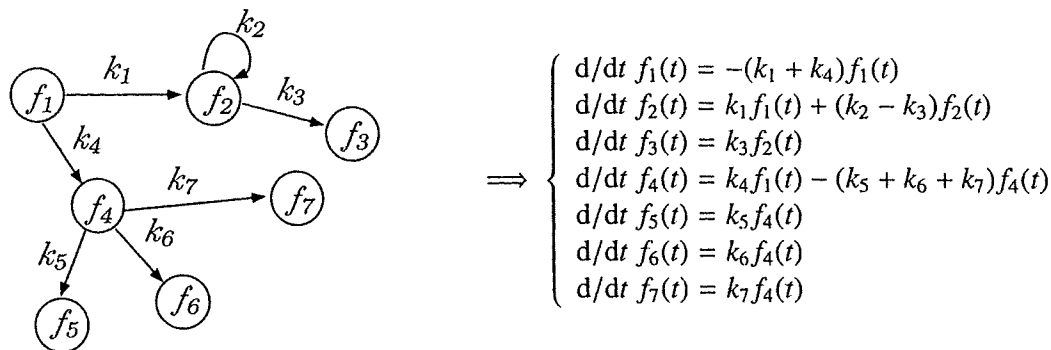 k2
k1
f1
f2
k3
f3
k4
k7
f7
f4
k6
k5
f6
f5
⟹
d/dt f1(t) = −(k1 + k4)f1(t)
d/dt f2(t) = k1f1(t) + (k2 − k3)f2(t)
d/dt f3(t) = k3f2(t)
d/dt f4(t) = k4f1(t) − (k5 + k6 + k7)f4(t)
d/dt f5(t) = k5f4(t)
d/dt f6(t) = k6f4(t)
d/dt f7(t) = k7f4(t)